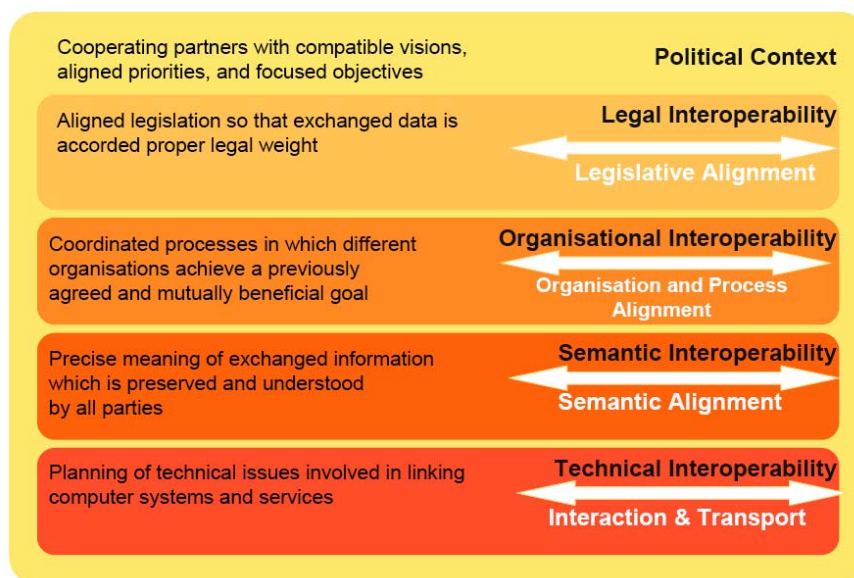 Cooperating partners with compatible visions,
aligned priorities, and focused objectives
Political Context
Aligned legislation so that exchanged data is
accorded proper legal weight
Legal Interoperability
Legislative Alignment
Coordinated processes in which different
organisations achieve a previously
agreed and mutually beneficial goal
Organisational Interoperability
Organisation and Process
Alignment
Precise meaning of exchanged information
which is preserved and understood
by all parties
Semantic Interoperability
Semantic Alignment
Planning of technical issues involved in linking
computer systems and services
Technical Interoperability
Interaction & Transport